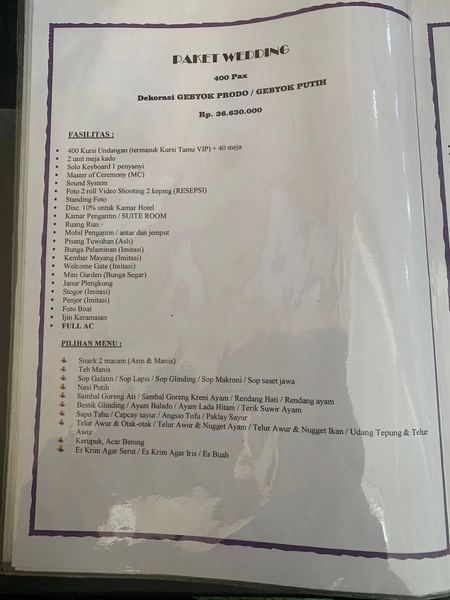 PAKET WEDDING
400 Pax
Dekorasi GEBYOK PRODO / GEBYOK PUTIH
Rp. 36.630.000
FASILITAS :
400 Kursi Undangan (termasuk Kursi Tamu VIP) + 40 meja
2 unit meja kado
Solo Keyboard 1 penyanyi
Master of Ceremony (MC)
Sound System
Foto 2 roll Video Shooting 2 keping (RESEPSI)
Standing Foto
Disc. 10% untuk Kamar Hotel
Kamar Pengantin / SUITE ROOM
Ruang Rias -
Mobil Pengantin / antar dan jemput
Pisang Tuwuhan (Asli)
Bunga Pelaminan (Imitasi)
Kembar Mayang (Imitasi)
Welcome Gate (Imitasi)
Mini Garden (Bunga Segar)
Janur Plengkung
Stogor (Imitasi)
Penjor (Imitasi)
Foto Boat
Ijin Keramaian
FULL AC
PILIHAN MENU :
Snack 2 macam (Asin & Manis)
Teh Manis
Sop Galatin / Sop Lapis / Sop Glinding / Sop Makroni / Sop saset jawa
Nasi Putih
Sambal Goreng Ati / Sambal Goreng Kreni Ayam / Rendang Hati / Rendang ayam
Bestik Glinding / Ayam Balado / Ayam Lada Hitam / Terik Suwir Ayam
Sapo Tahu / Capcay sayur / Angsio Tofu / Paklay Sayur
Telur Awur & Otak-otak / Telur Awur & Nugget Ayam / Telur Awur & Nugget Ikan / Udang Tepung & Telur
Awur
Kerupuk, Acar Bening
Es Krim Agar Serut / Es Krim Agar Iris / Es Buah